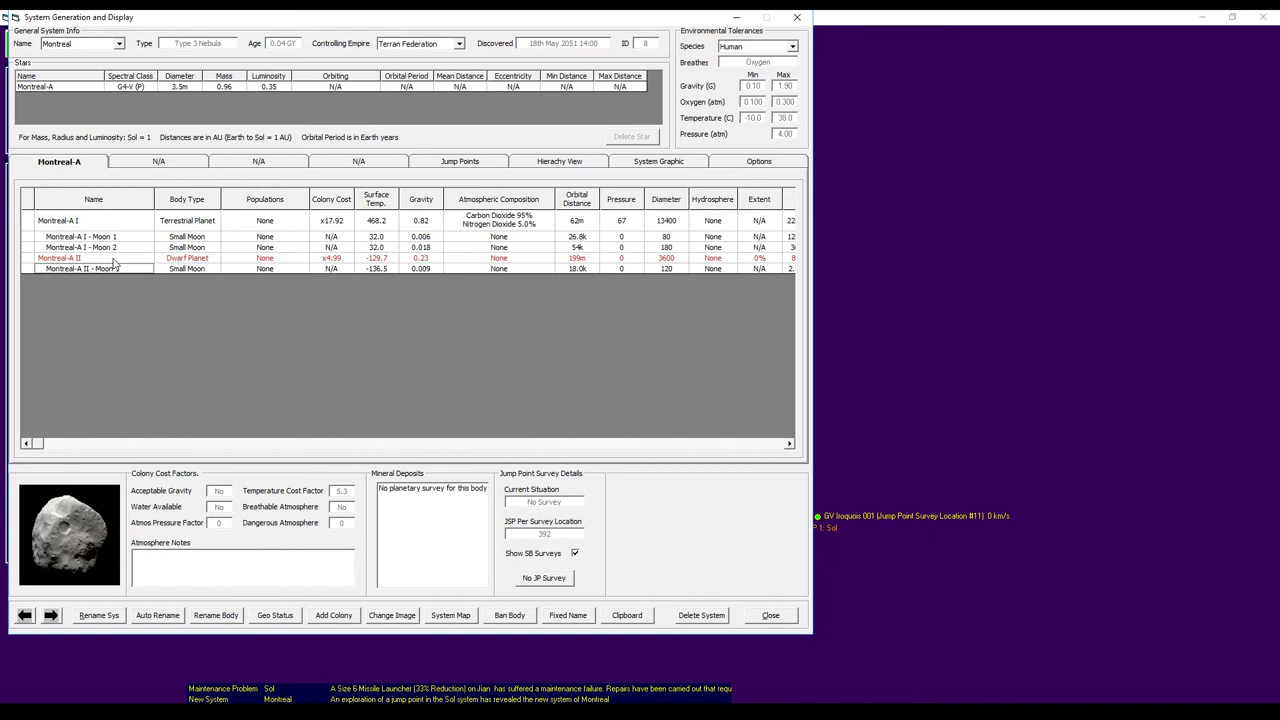 System Generation and Display
General System Info
Name Montreal Type Type 3 Nebula Age 0.04 GY Controlling Empire Terran Federation Discovered 18th May 2051 14:00 ID 8
Environmental Tolerances
Species Human
Breathes Oxygen
Min Max
Gravity (G) 0.10 1.90
Oxygen (atm) 0.100 0.300
Temperature (C) -10.0 38.0
Pressure (atm) 4.00
Stars
Name Spectral Class Diameter Mass Luminosity Orbiting Orbital Period Mean Distance Eccentricity Min Distance Max Distance
Montreal-A G4-V (P) 3.5m 0.96 0.35 N/A N/A N/A N/A N/A N/A
For Mass, Radius and Luminosity: Sol = 1 Distances are in AU (Earth to Sol = 1 AU) Orbital Period is in Earth years Delete Star
Montreal-A N/A N/A N/A Jump Points Hierachy View System Graphic Options
Name Body Type Populations Colony Cost Surface Temp. Gravity Atmospheric Composition Orbital Distance Pressure Diameter Hydrosphere Extent
Montreal-A I Terrestrial Planet None x17.92 468.2 0.82 Carbon Dioxide 95% Nitrogen Dioxide 5.0% 62m 67 13400 None N/A 22
Montreal-A I - Moon 1 Small Moon None N/A 32.0 0.006 None 26.8k 0 80 None N/A 12
Montreal-A I - Moon 2 Small Moon None N/A 32.0 0.018 None 54k 0 180 None N/A
Montreal-A II Dwarf Planet None x4.99 -129.7 0.23 None 199m 0 3600 None 0% 8
Montreal-A II - Moon Small Moon None N/A -136.5 0.009 None 18.0k 0 120 None N/A 2.
Colony Cost Factors.
Acceptable Gravity No Temperature Cost Factor 5.3
Water Available No Breathable Atmosphere No
Atmos Pressure Factor 0 Dangerous Atmosphere 0
Atmosphere Notes
Mineral Deposits
No planetary survey for this body
Jump Point Survey Details
Current Situation
No Survey
JSP Per Survey Location
392
Show SB Surveys
No JP Survey
GV Iroquois 001 (Jump Point Survey Location #11) 0 km/s
P 1: Sol
Rename Sys Auto Rename Rename Body Geo Status Add Colony Change Image System Map Ban Body Fixed Name Clipboard Delete System Close
Maintenance Problem Sol A Size 6 Missile Launcher (33% Reduction) on Jian has suffered a maintenance failure. Repairs have been carried out that requ
New System Montreal An exploration of a jump point in the Sol system has revealed the new system of Montreal